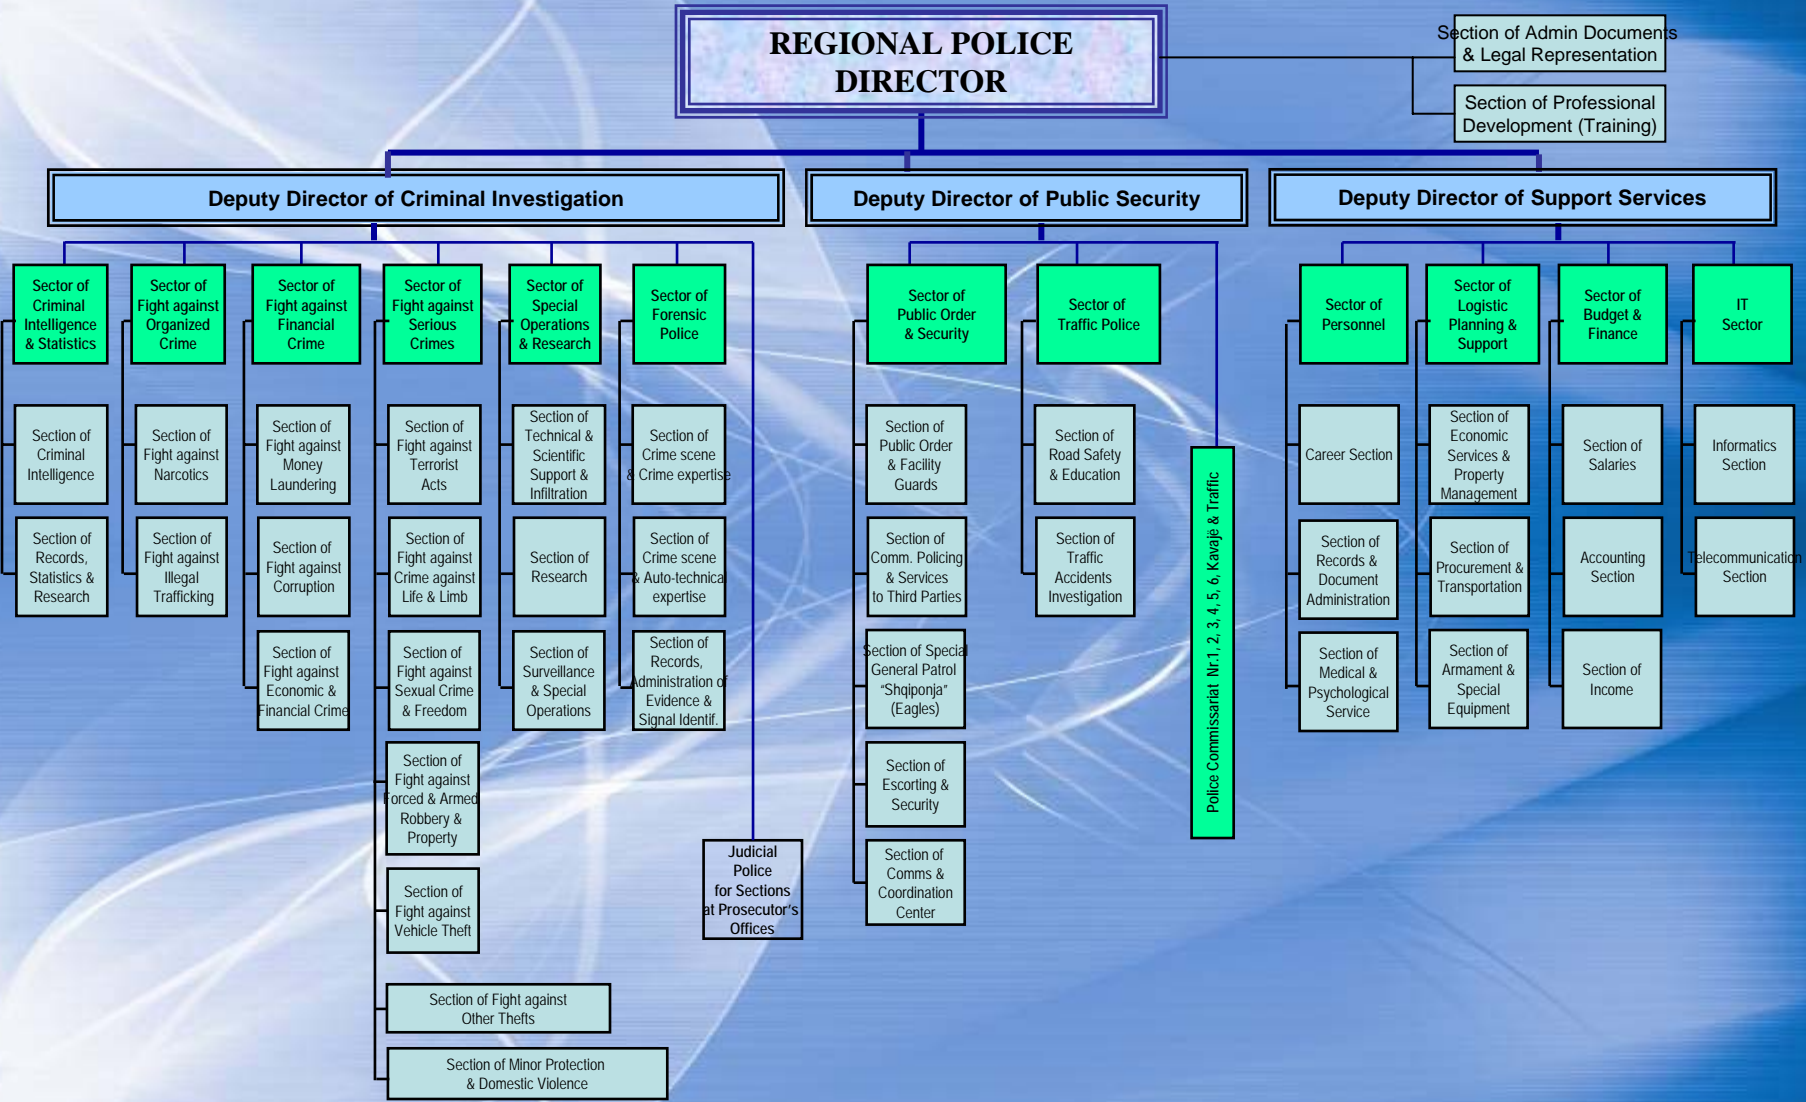 REGIONAL POLICE
DIRECTOR
Section of Admin Documents
& Legal Representation
Section of Professional
Development (Training)
Deputy Director of Criminal Investigation
Deputy Director of Public Security
Deputy Director of Support Services
Sector of
Criminal
Intelligence
& Statistics
Sector of
Fight against
Organized
Crime
Sector of
Fight against
Financial
Crime
Sector of
Fight against
Serious
Crimes
Sector of
Special
Operations
& Research
Sector of
Forensic
Police
Sector of
Public Order
& Security
Sector of
Traffic Police
Sector of
Personnel
Sector of
Logistic
Planning &
Support
Sector of
Budget &
Finance
IT
Sector
Section of
Criminal
Intelligence
Section of
Fight against
Narcotics
Section of
Fight against
Money
Laundering
Section of
Fight against
Terrorist
Acts
Section of
Technical &
Scientific
Support &
Infiltration
Section of
Crime scene
& Crime expertise
Section of
Public Order
& Facility
Guards
Section of
Road Safety
& Education
Career Section
Section of
Economic
Services &
Property
Management
Section of
Salaries
Informatics
Section
Section of
Records,
Statistics &
Research
Section of
Fight against
Illegal
Trafficking
Section of
Fight against
Corruption
Section of
Fight against
Crime against
Life & Limb
Section of
Research
Section of
Crime scene
& Auto-technical
expertise
Section of
Comm. Policing
& Services
to Third Parties
Section of
Traffic
Accidents
Investigation
Police Commissariat Nr.1, 2, 3, 4, 5, 6, Kavajë & Traffic
Section of
Records &
Document
Administration
Section of
Procurement &
Transportation
Accounting
Section
Telecommunication
Section
Section of
Fight against
Economic &
Financial Crime
Section of
Fight against
Sexual Crime
& Freedom
Section of
Surveillance
& Special
Operations
Section of
Records,
Administration of
Evidence &
Signal Identif.
Section of Special
General Patrol
“Shqiponja”
(Eagles)
Section of
Medical &
Psychological
Service
Section of
Armament &
Special
Equipment
Section of
Income
Section of
Fight against
Forced & Armed
Robbery &
Property
Section of
Escorting &
Security
Judicial
Police
for Sections
at Prosecutor’s
Offices
Section of
Comms &
Coordination
Center
Section of
Fight against
Vehicle Theft
Section of Fight against
Other Thefts
Section of Minor Protection
& Domestic Violence